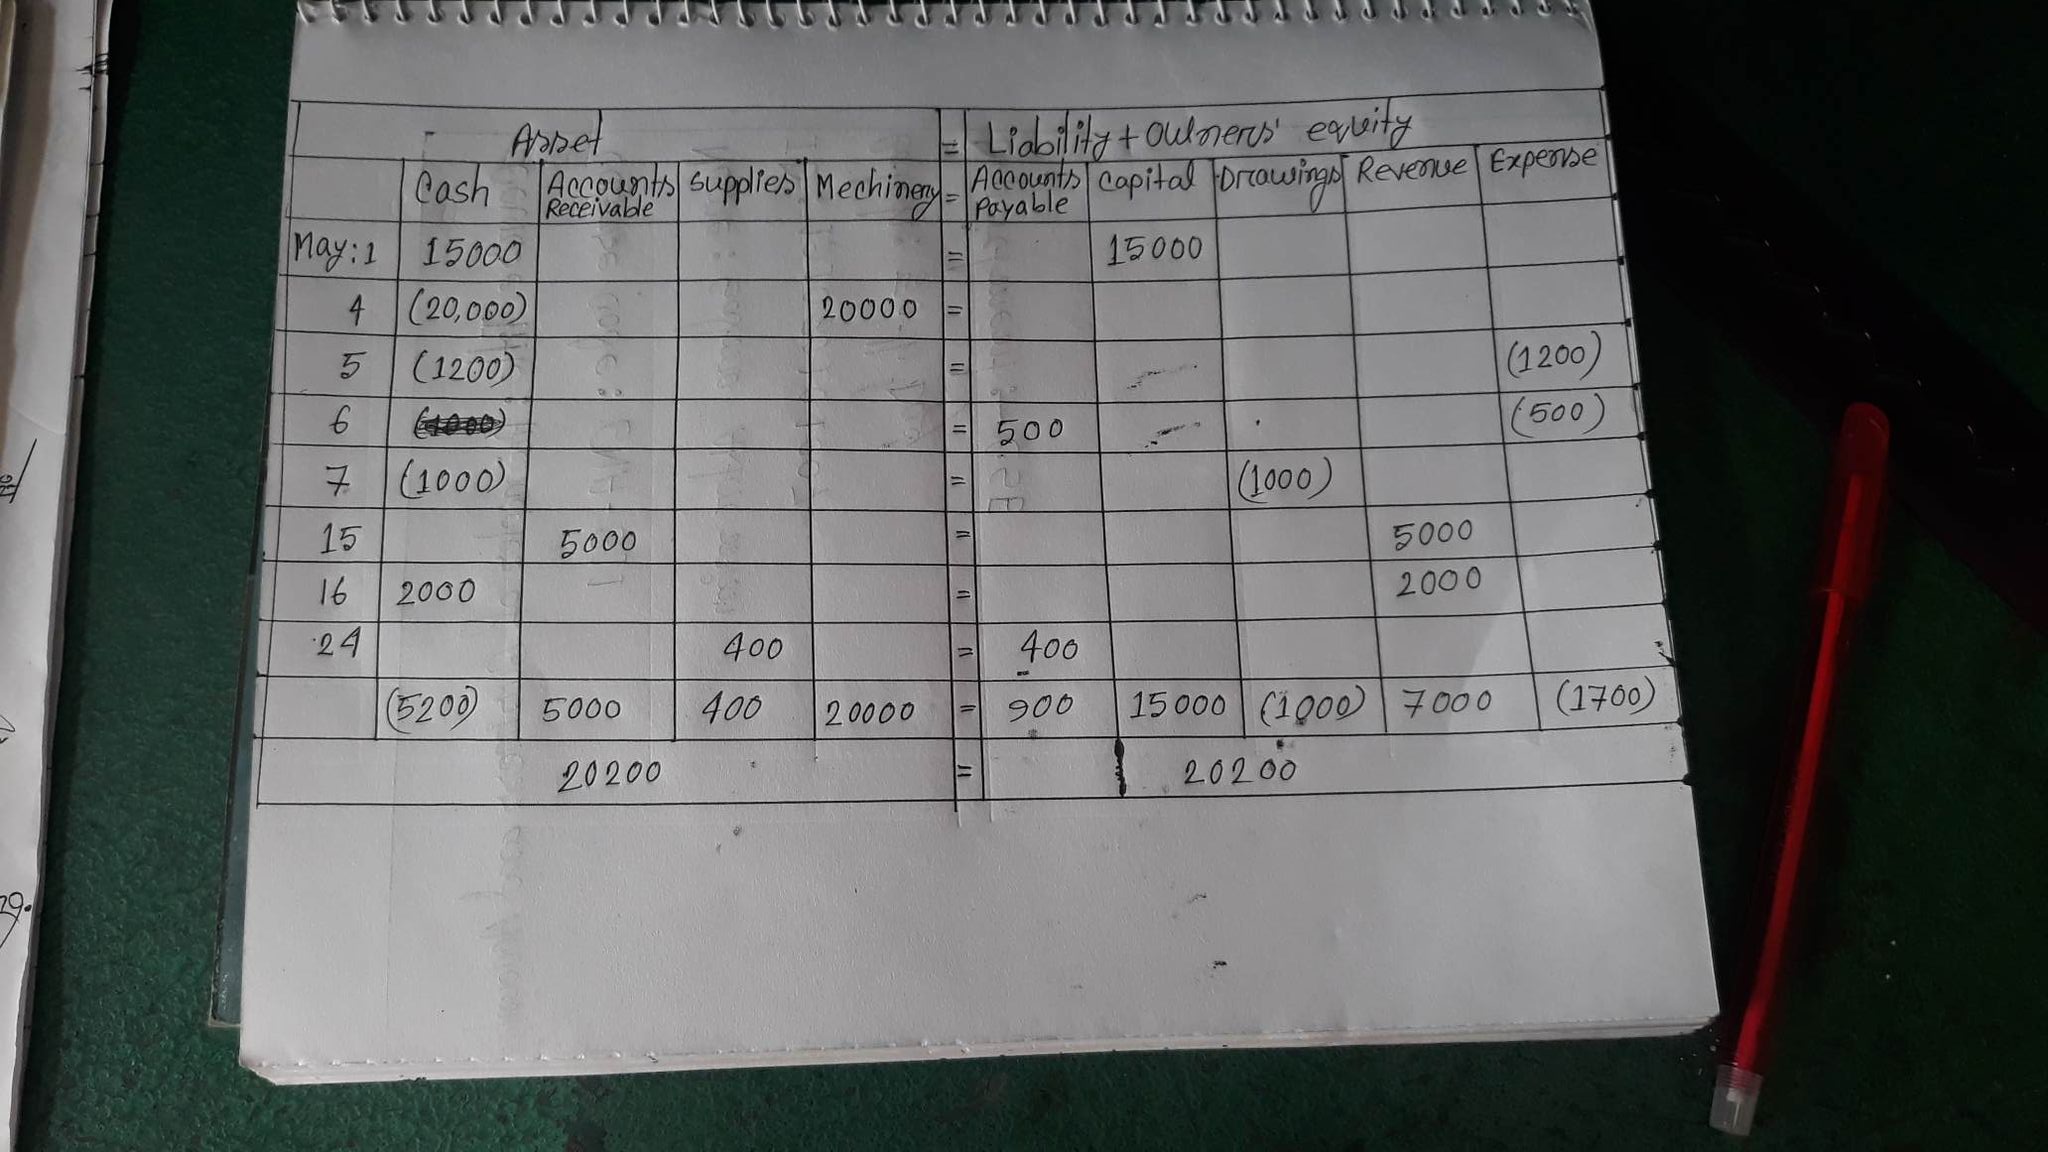 Asset = Liability + Owners' equity
Cash Accounts Receivable Supplies Mechinery = Accounts Payable Capital Drawings Revenue Expense
May: 1 15000 = 15000
4 (20,000) 20000 =
5 (1200) = (1200)
6 (1000) = 500 (500)
7 (1000) = (1000)
15 5000 = 5000
16 2000 = 2000
24 400 = 400
(5200) 5000 400 20000 = 900 15000 (1000) 7000 (1700)
20200 = 20200
29.